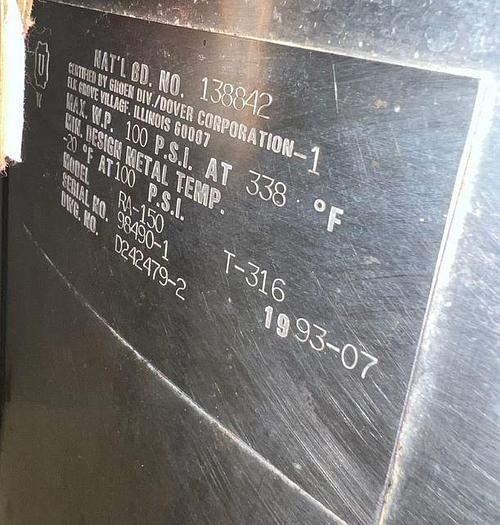 U
W
NAT'L BD. NO. 138842
CERTIFIED BY GROEN DIV./DOVER CORPORATION-1
ELK GROVE VILLAGE, ILLINOIS 60007
MAX. W.P. 100 P.S.I. AT 338 °F
MIN. DESIGN METAL TEMP.
-20 °F AT 100 P.S.I.
MODEL RA-150
SERIAL NO. 96490-1 T-316
DWG. NO. D242479-2 1993-07